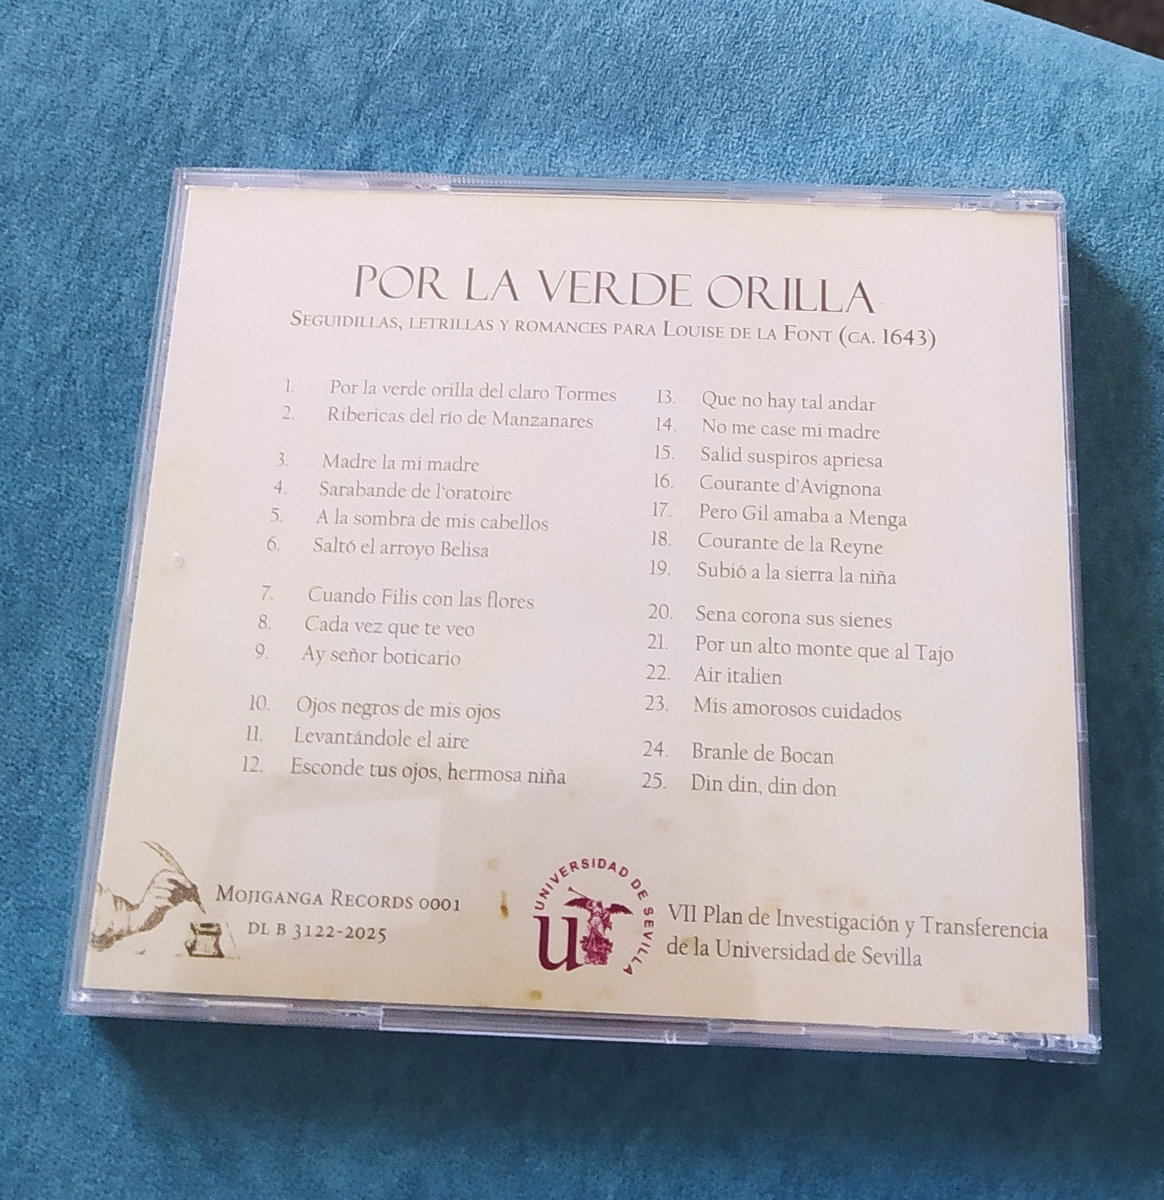 POR LA VERDE ORILLA
Seguidillas, letrillas y romances para Louise de la Font (ca. 1643)
1. Por la verde orilla del claro Tormes
2. Ribericas del río de Manzanares
3. Madre la mi madre
4. Sarabande de l'oratoire
5. A la sombra de mis cabellos
6. Saltó el arroyo Belisa
7. Cuando Filis con las flores
8. Cada vez que te veo
9. Ay señor boticario
10. Ojos negros de mis ojos
11. Levantándole el aire
12. Esconde tus ojos, hermosa niña
13. Que no hay tal andar
14. No me case mi madre
15. Salid suspiros apriesa
16. Courante d'Avignona
17. Pero Gil amaba a Menga
18. Courante de la Reyne
19. Subió a la sierra la niña
20. Sena corona sus sienes
21. Por un alto monte que al Tajo
22. Air italien
23. Mis amorosos cuidados
24. Branle de Bocan
25. Din din, din don
Mojiganga Records 0001
DL B 3122-2025
UNIVERSIDAD DE SEVILLA
u
VII Plan de Investigación y Transferencia
de la Universidad de Sevilla